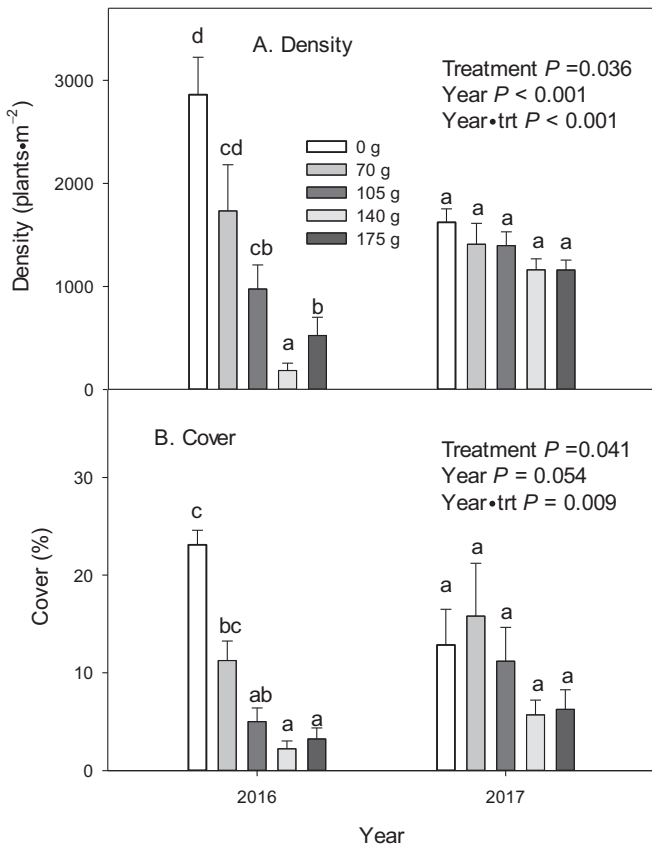 A. Density
Treatment P =0.036
Year P < 0.001
Year•trt P < 0.001
0 g
70 g
105 g
140 g
175 g
d
cd
cb
a
b
a
a
a
a
a
3000
2000
1000
0
Density (plants•m⁻²)
B. Cover
Treatment P =0.041
Year P = 0.054
Year•trt P = 0.009
c
bc
ab
a
a
a
a
a
a
a
30
20
10
0
Cover (%)
2016
2017
Year